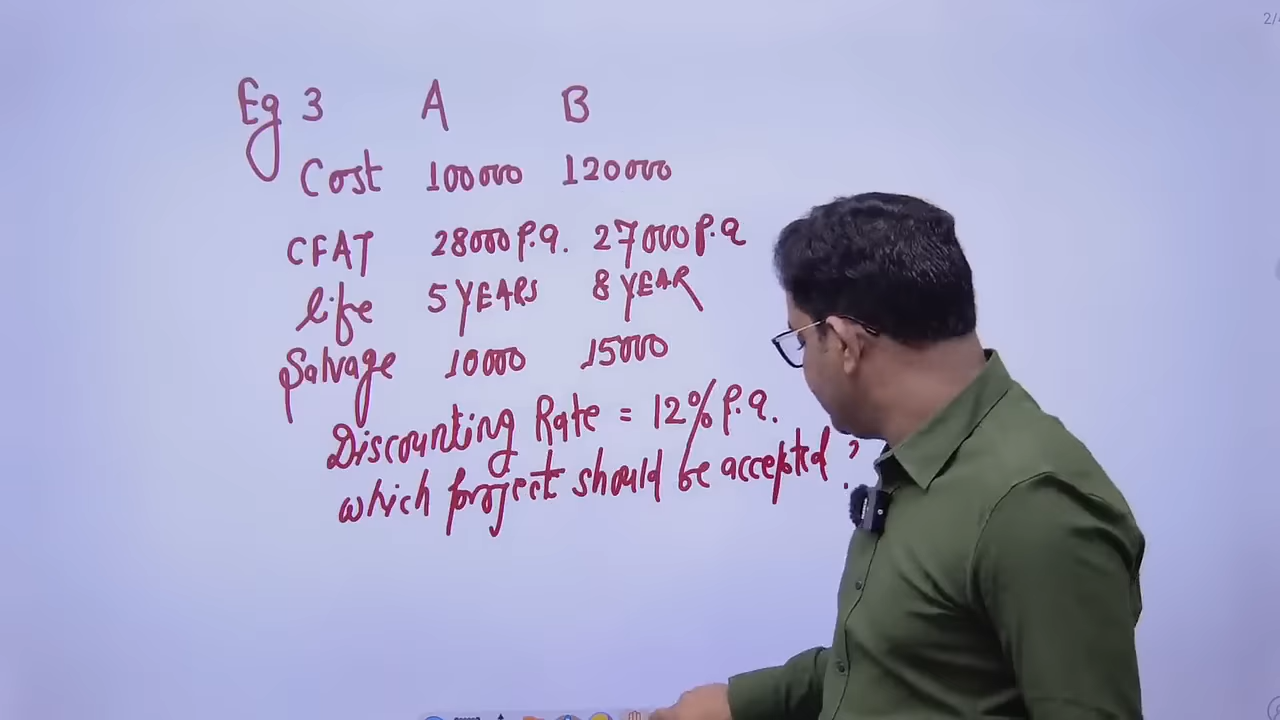 Eg 3 A B
Cost 100000 120000
CFAT 28000 p.a. 27000 p.a
life 5 YEARS 8 YEAR
Salvage 10000 15000
Discounting Rate = 12% p.a.
which project should be accepted ?